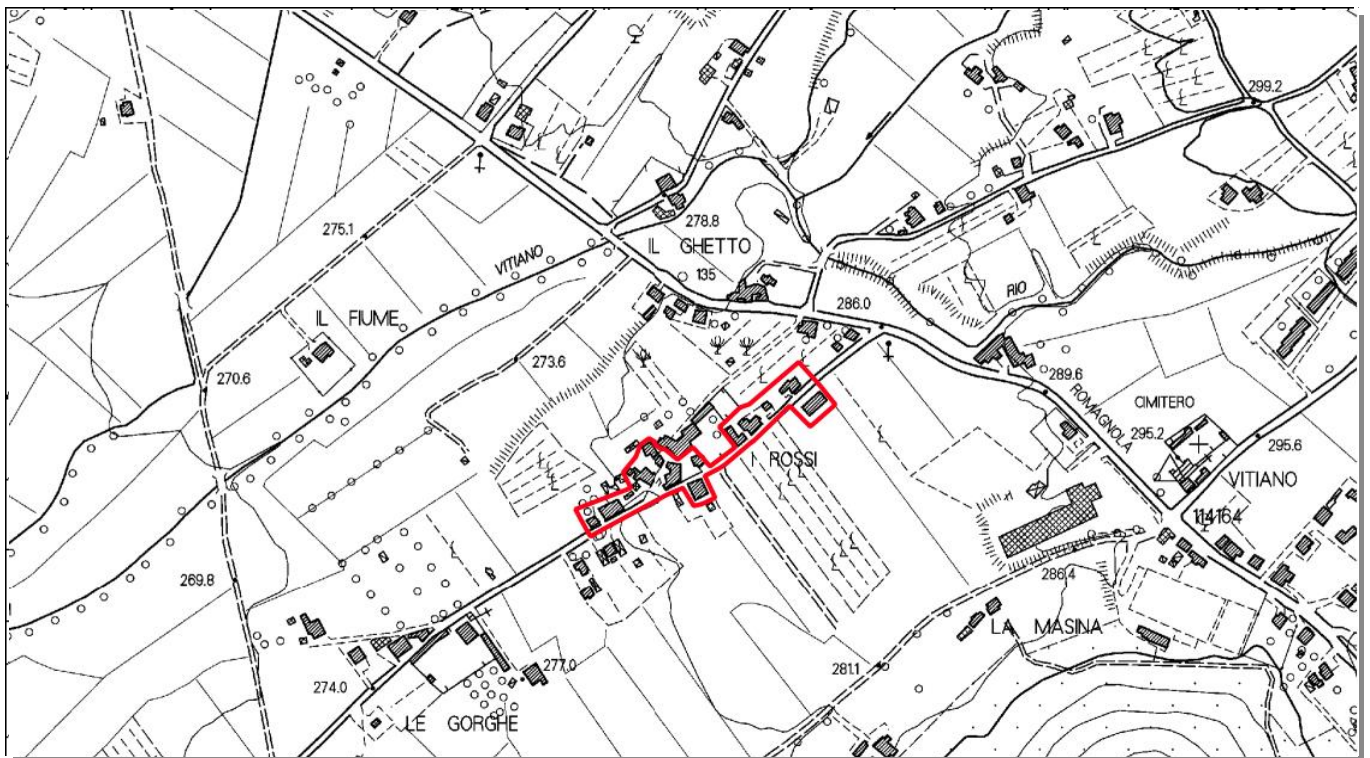 299.2
275.1
278.8
VITIANO
IL GHETTO
135
RIO
286.0
IL FIUME
273.6
270.6
289.6
ROMAGNOLA
CIMITERO
295.2
295.6
I ROSSI
VITIANO
114164
269.8
286.4
LA MASINA
277.0
281.1
274.0
LE GORGHE